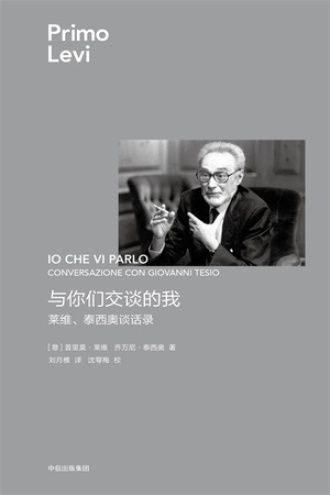 Primo
Levi
IO CHE VI PARLO
CONVERSAZIONE CON GIOVANNI TESIO
与你们交谈的我
莱维、泰西奥谈话录
［意］普里莫·莱维 乔万尼·泰西奥 著
刘月樵 译 沈萼梅 校
中信出版集团